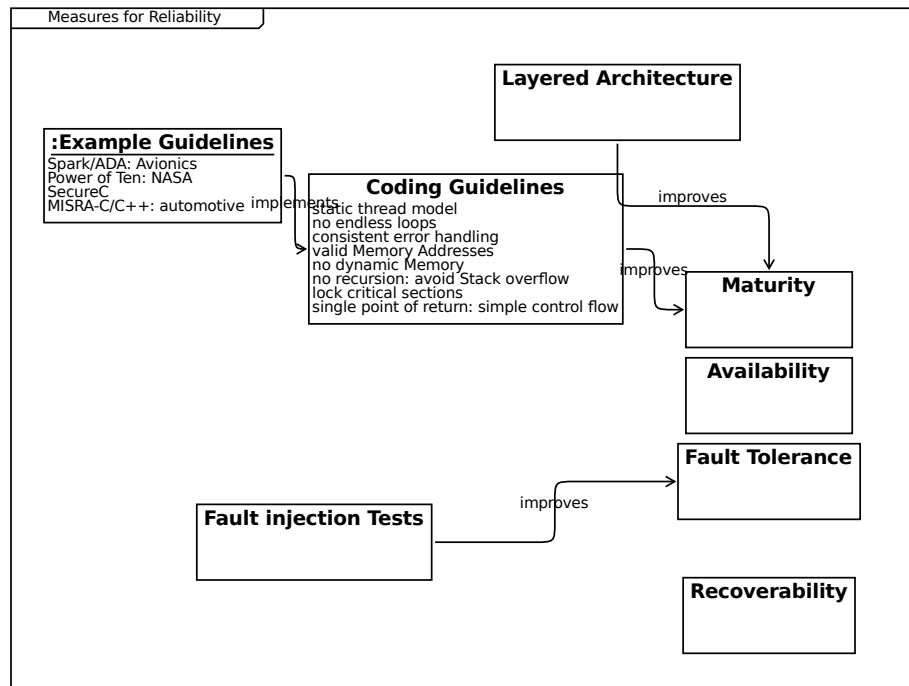 Measures for Reliability
Layered Architecture
:Example Guidelines
Spark/ADA: Avionics
Power of Ten: NASA
SecureC
MISRA-C/C++: automotive
implements
Coding Guidelines
static thread model
no endless loops
consistent error handling
valid Memory Addresses
no dynamic Memory
no recursion: avoid Stack overflow
lock critical sections
single point of return: simple control flow
improves
improves
Maturity
Availability
Fault Tolerance
improves
Fault injection Tests
Recoverability